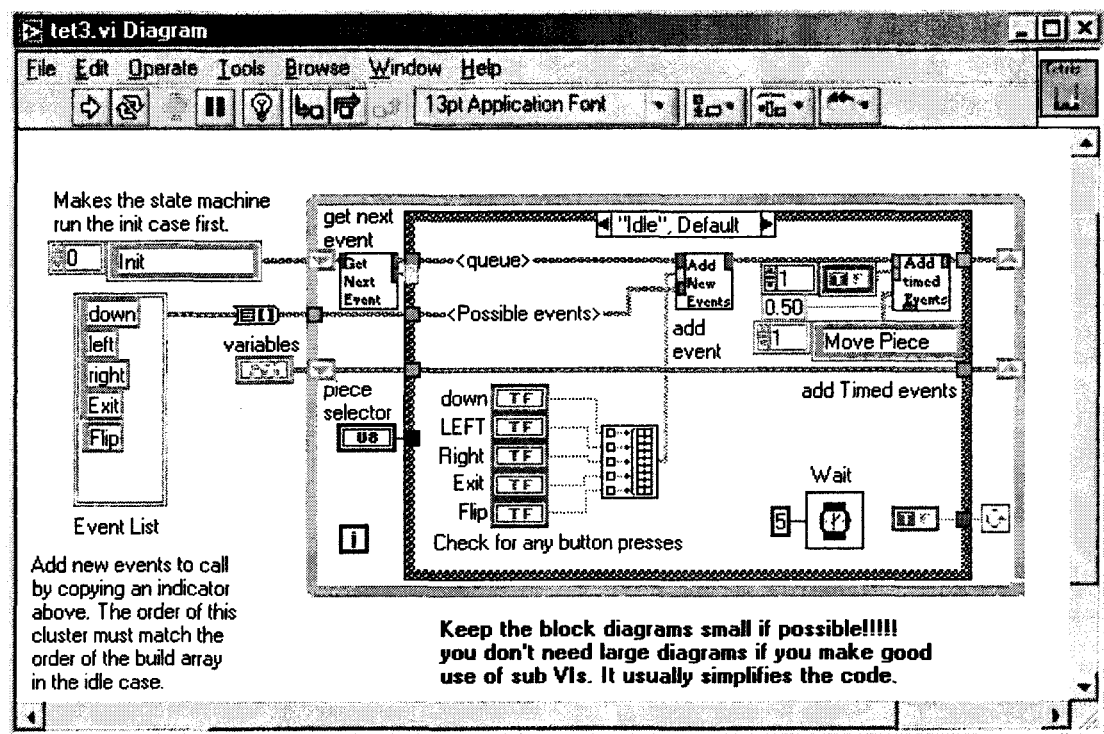 tet3.vi Diagram
File Edit Operate Tools Browse Window Help
13pt Application Font
Makes the state machine
run the init case first.
0 Init
down
left
right
Exit
Flip
Event List
variables
Add new events to call
by copying an indicator
above. The order of this
cluster must match the
order of the build array
in the idle case.
get next
event
Get
Next
Event
piece
selector
U8
i
"Idle", Default
<queue>
<Possible events>
Add
New
Events
add
event
1
0.50
1 Move Piece
Add
timed
Events
add Timed events
down TF
LEFT TF
Right TF
Exit TF
Flip TF
Check for any button presses
Wait
5
Keep the block diagrams small if possible!!!!!
you don't need large diagrams if you make good
use of sub VIs. It usually simplifies the code.